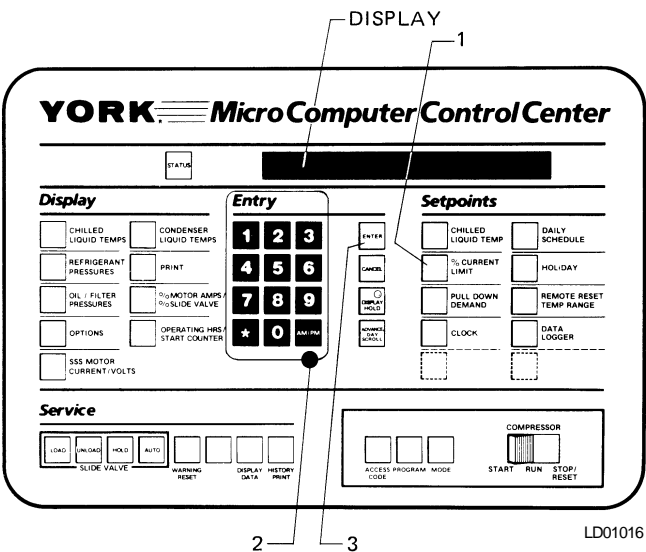 DISPLAY
1
YORK. MicroComputer Control Center
STATUS
Display
CHILLED
LIQUID TEMPS
CONDENSER
LIQUID TEMPS
REFRIGERANT
PRESSURES
PRINT
OIL / FILTER
PRESSURES
%MOTOR AMPS/
%SLIDE VALVE
OPTIONS
OPERATING HRS/
START COUNTER
SSS MOTOR
CURRENT/VOLTS
Entry
1 2 3
4 5 6
7 8 9
* 0 AM/PM
ENTER
CANCEL
DISPLAY
HOLD
ADVANCE
DAY
SCROLL
Setpoints
CHILLED
LIQUID TEMP
DAILY
SCHEDULE
% CURRENT
LIMIT
HOLIDAY
PULL DOWN
DEMAND
REMOTE RESET
TEMP RANGE
CLOCK
DATA
LOGGER
Service
LOAD UNLOAD HOLD AUTO
SLIDE VALVE
WARNING
RESET
DISPLAY
DATA
HISTORY
PRINT
ACCESS
CODE
PROGRAM
MODE
COMPRESSOR
START RUN STOP/
RESET
2
3
LD01016